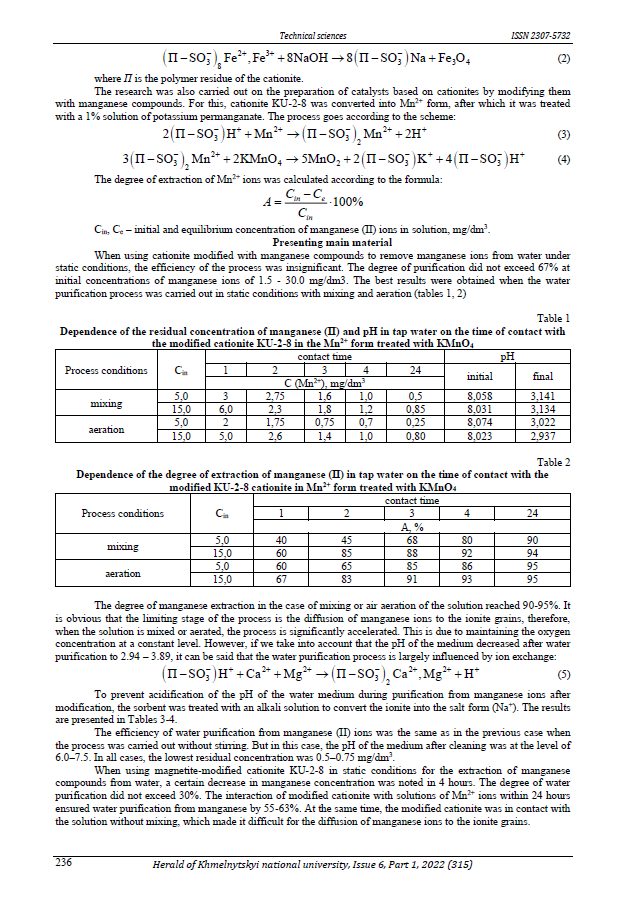 Technical sciences ISSN 2307-5732
(П−SO₃⁻)₈ Fe²⁺, Fe³⁺ + 8NaOH → 8(П−SO₃⁻)Na + Fe₃O₄ (2)
where П is the polymer residue of the cationite.
The research was also carried out on the preparation of catalysts based on cationites by modifying them
with manganese compounds. For this, cationite KU-2-8 was converted into Mn²⁺ form, after which it was treated
with a 1% solution of potassium permanganate. The process goes according to the scheme:
2(П−SO₃⁻)H⁺ + Mn²⁺ → (П−SO₃⁻)₂ Mn²⁺ + 2H⁺ (3)
3(П−SO₃⁻)₂ Mn²⁺ + 2KMnO₄ → 5MnO₂ + 2(П−SO₃⁻)K⁺ + 4(П−SO₃⁻)H⁺ (4)
The degree of extraction of Mn²⁺ ions was calculated according to the formula:
A = (C_in − C_e) / C_in · 100%
C_in, C_e – initial and equilibrium concentration of manganese (II) ions in solution, mg/dm³.
Presenting main material
When using cationite modified with manganese compounds to remove manganese ions from water under
static conditions, the efficiency of the process was insignificant. The degree of purification did not exceed 67% at
initial concentrations of manganese ions of 1.5 - 30.0 mg/dm3. The best results were obtained when the water
purification process was carried out in static conditions with mixing and aeration (tables 1, 2)
Table 1
Dependence of the residual concentration of manganese (II) and pH in tap water on the time of contact with
the modified cationite KU-2-8 in the Mn²⁺ form treated with KMnO₄
Process conditions C_in contact time pH
1 2 3 4 24 initial final
C (Mn²⁺), mg/dm³
mixing 5,0 3 2,75 1,6 1,0 0,5 8,058 3,141
15,0 6,0 2,3 1,8 1,2 0,85 8,031 3,134
aeration 5,0 2 1,75 0,75 0,7 0,25 8,074 3,022
15,0 5,0 2,6 1,4 1,0 0,80 8,023 2,937
Table 2
Dependence of the degree of extraction of manganese (II) in tap water on the time of contact with the
modified KU-2-8 cationite in Mn²⁺ form treated with KMnO₄
Process conditions C_in contact time
1 2 3 4 24
A, %
mixing 5,0 40 45 68 80 90
15,0 60 85 88 92 94
aeration 5,0 60 65 85 86 95
15,0 67 83 91 93 95
The degree of manganese extraction in the case of mixing or air aeration of the solution reached 90-95%. It
is obvious that the limiting stage of the process is the diffusion of manganese ions to the ionite grains, therefore,
when the solution is mixed or aerated, the process is significantly accelerated. This is due to maintaining the oxygen
concentration at a constant level. However, if we take into account that the pH of the medium decreased after water
purification to 2.94 – 3.89, it can be said that the water purification process is largely influenced by ion exchange:
(П−SO₃⁻)H⁺ + Ca²⁺ + Mg²⁺ → (П−SO₃⁻)₂ Ca²⁺, Mg²⁺ + H⁺ (5)
To prevent acidification of the pH of the water medium during purification from manganese ions after
modification, the sorbent was treated with an alkali solution to convert the ionite into the salt form (Na⁺). The results
are presented in Tables 3-4.
The efficiency of water purification from manganese (II) ions was the same as in the previous case when
the process was carried out without stirring. But in this case, the pH of the medium after cleaning was at the level of
6.0–7.5. In all cases, the lowest residual concentration was 0.5–0.75 mg/dm³.
When using magnetite-modified cationite KU-2-8 in static conditions for the extraction of manganese
compounds from water, a certain decrease in manganese concentration was noted in 4 hours. The degree of water
purification did not exceed 30%. The interaction of modified cationite with solutions of Mn²⁺ ions within 24 hours
ensured water purification from manganese by 55-63%. At the same time, the modified cationite was in contact with
the solution without mixing, which made it difficult for the diffusion of manganese ions to the ionite grains.
236 Herald of Khmelnytskyi national university, Issue 6, Part 1, 2022 (315)